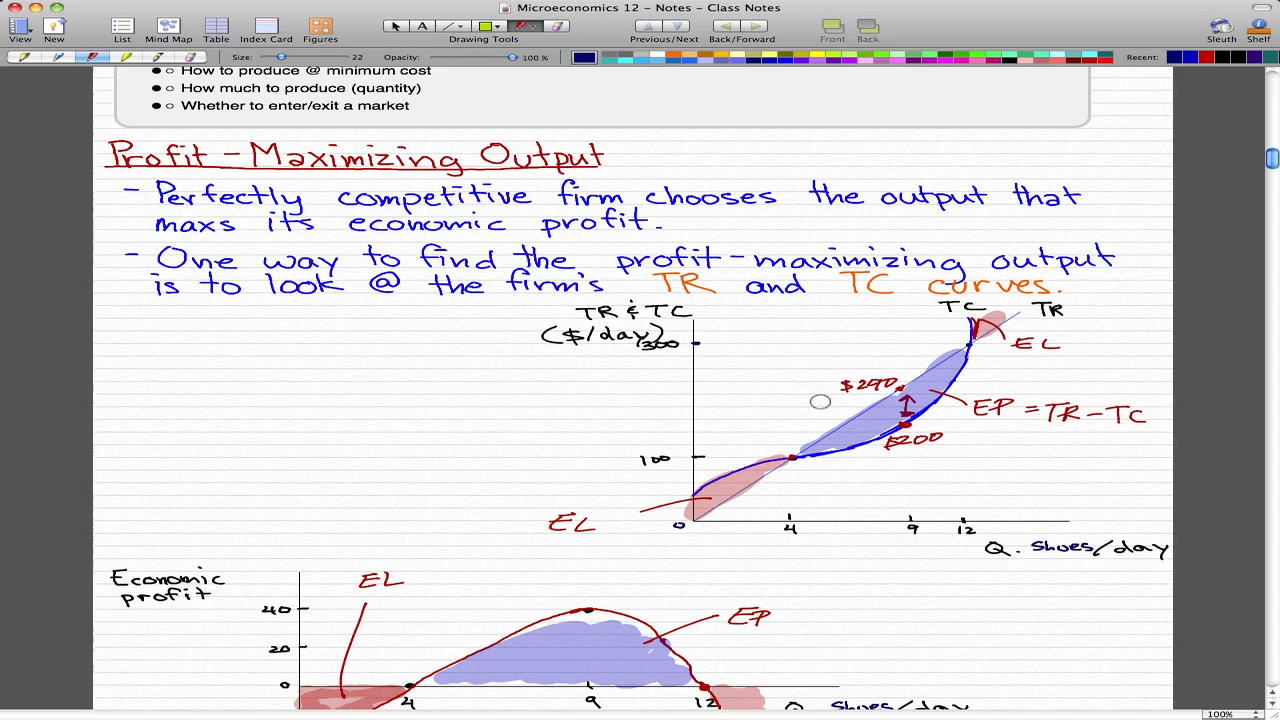 Microeconomics 12 - Notes - Class Notes
View New List Mind Map Table Index Card Figures Drawing Tools Previous/Next Back/Forward Front Back Sleuth Shelf
Size: 22 Opacity: 100 % Recent:
How to produce @ minimum cost
How much to produce (quantity)
Whether to enter/exit a market
Profit-Maximizing Output
- Perfectly competitive firm chooses the output that
maxs its economic profit.
- One way to find the profit-maximizing output
is to look @ the firm's TR and TC curves.
TR & TC
($/day)
TC TR
300
EL
$290
EP = TR - TC
$200
100
EL
0 4 9 12
Q. shoes/day
Economic
profit
EL
40
EP
20
0
4 9 12
100%